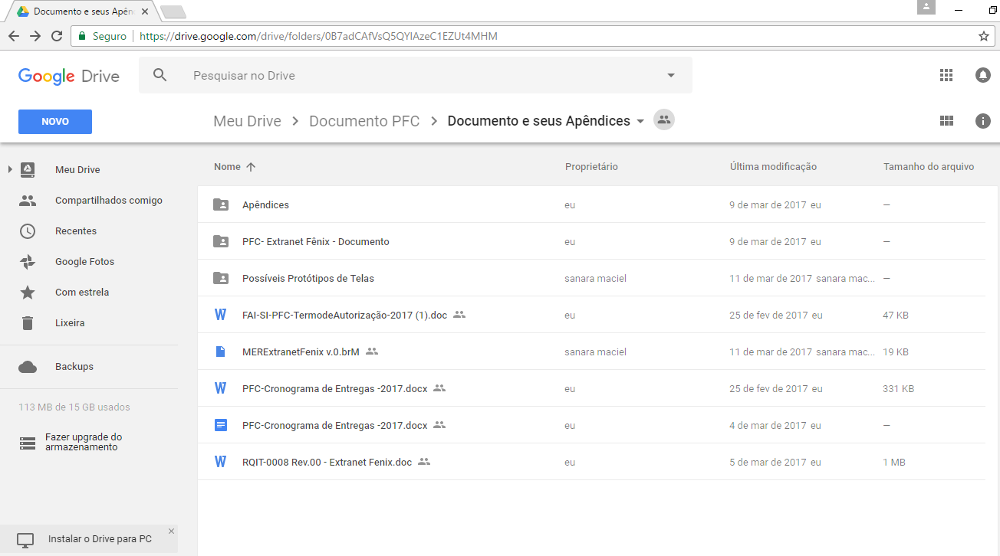 Documento e seus Apên
Seguro https://drive.google.com/drive/folders/0B7adCAfVsQ5QYlAzeC1EZUt4MHM
Google Drive Pesquisar no Drive
NOVO Meu Drive > Documento PFC > Documento e seus Apêndices
Meu Drive
Compartilhados comigo
Recentes
Google Fotos
Com estrela
Lixeira
Backups
113 MB de 15 GB usados
Fazer upgrade do
armazenamento
Instalar o Drive para PC
Nome Proprietário Última modificação Tamanho do arquivo
Apêndices eu 9 de mar de 2017 eu —
PFC- Extranet Fênix - Documento eu 9 de mar de 2017 eu —
Possíveis Protótipos de Telas sanara maciel 11 de mar de 2017 sanara mac... —
FAI-SI-PFC-TermodeAutorização-2017 (1).doc eu 25 de fev de 2017 eu 47 KB
MERExtranetFenix v.0.brM sanara maciel 11 de mar de 2017 sanara mac... 19 KB
PFC-Cronograma de Entregas -2017.docx eu 25 de fev de 2017 eu 331 KB
PFC-Cronograma de Entregas -2017.docx eu 4 de mar de 2017 eu —
RQIT-0008 Rev.00 - Extranet Fenix.doc eu 5 de mar de 2017 eu 1 MB